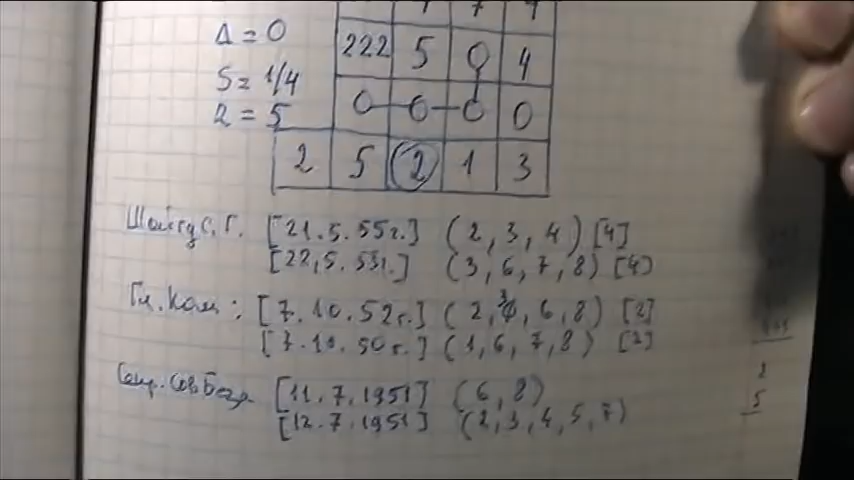 Δ = 0
222 5 0 4
S = 1/4
2 = 5
0 0 0 0
2 5 2 1 3
Шойгу С. Г. [21.5.55г.] (2, 3, 4) [4]
[22.5.55г.] (3, 6, 7, 8) [4]
Гл. Ком : [7.10.52г.] (2, 3, 6, 8) [2]
[7.10.50г.] (1, 6, 7, 8) [2]
[11.7.1951] (6, 8)
[12.7.1951] (2, 3, 4, 5, 7)